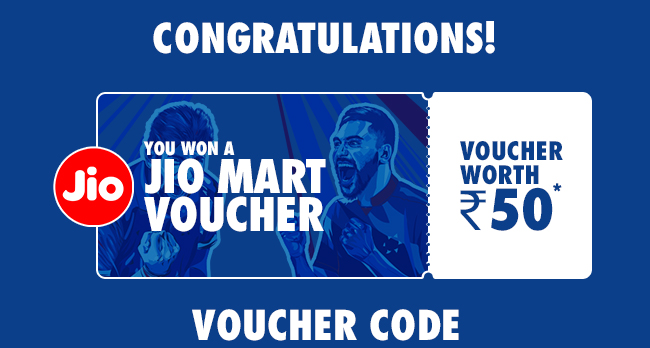 CONGRATULATIONS!
Jio
YOU WON A
JIO MART
VOUCHER
VOUCHER
WORTH
₹50*
VOUCHER CODE